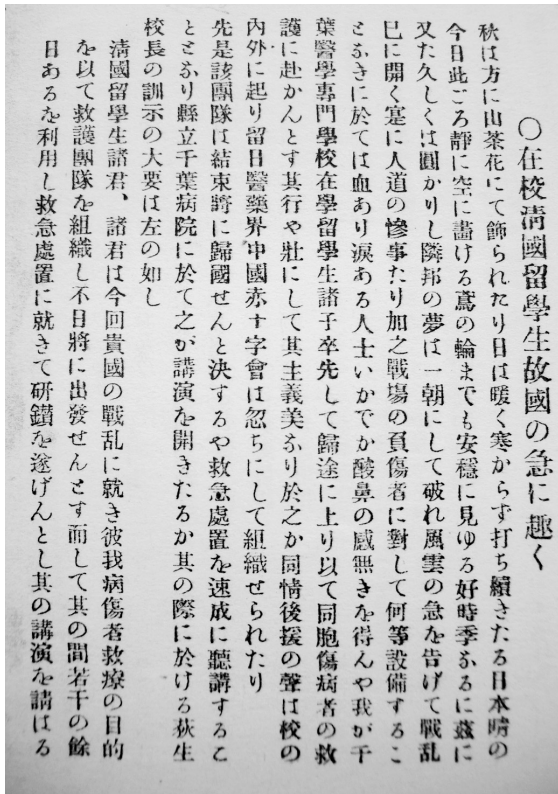 〇在校淸國留學生故國の急に趣く
秋は方に山茶花にて飾られたり日は暖く寒からず打ち續きたる日本晴の
今日此ごろ靜に空に畵ける鳶の輪までも安穩に見ゆる好時季なるに玆に
又た久しくは圓かりし隣邦の夢は一朝にして破れ風雲の急を告げて戰乱
已に開く寔に人道の慘事たり加之戰塲の負傷者に對して何等設備するこ
となきに於ては血あり涙ある人士いかでか酸鼻の感無きを得んや我が千
葉醫學專門學校在學留學生諸子卒先して歸途に上り以て同胞傷病者の救
護に赴かんとす其行や壯にして其主義美なり於之か同情後援の聲は校の
內外に起り留日醫藥界中國赤十字會は忽ちにして組織せられたり
先是該團隊は結束將に歸國せんと決するや救急處置を速成に聽講するこ
ととなり縣立千葉病院に於て之が講演を開きたるか其の際に於ける荻生
校長の訓示の大要は左の如し
淸國留學生諸君、諸君は今回貴國の戰乱に就き彼我病傷者救療の目的
を以て救護團隊を組織し不日將に出發せんとす而して其の間若干の餘
日あるを利用し救急處置に就きて硏鑽を遂げんとし其の講演を請はる